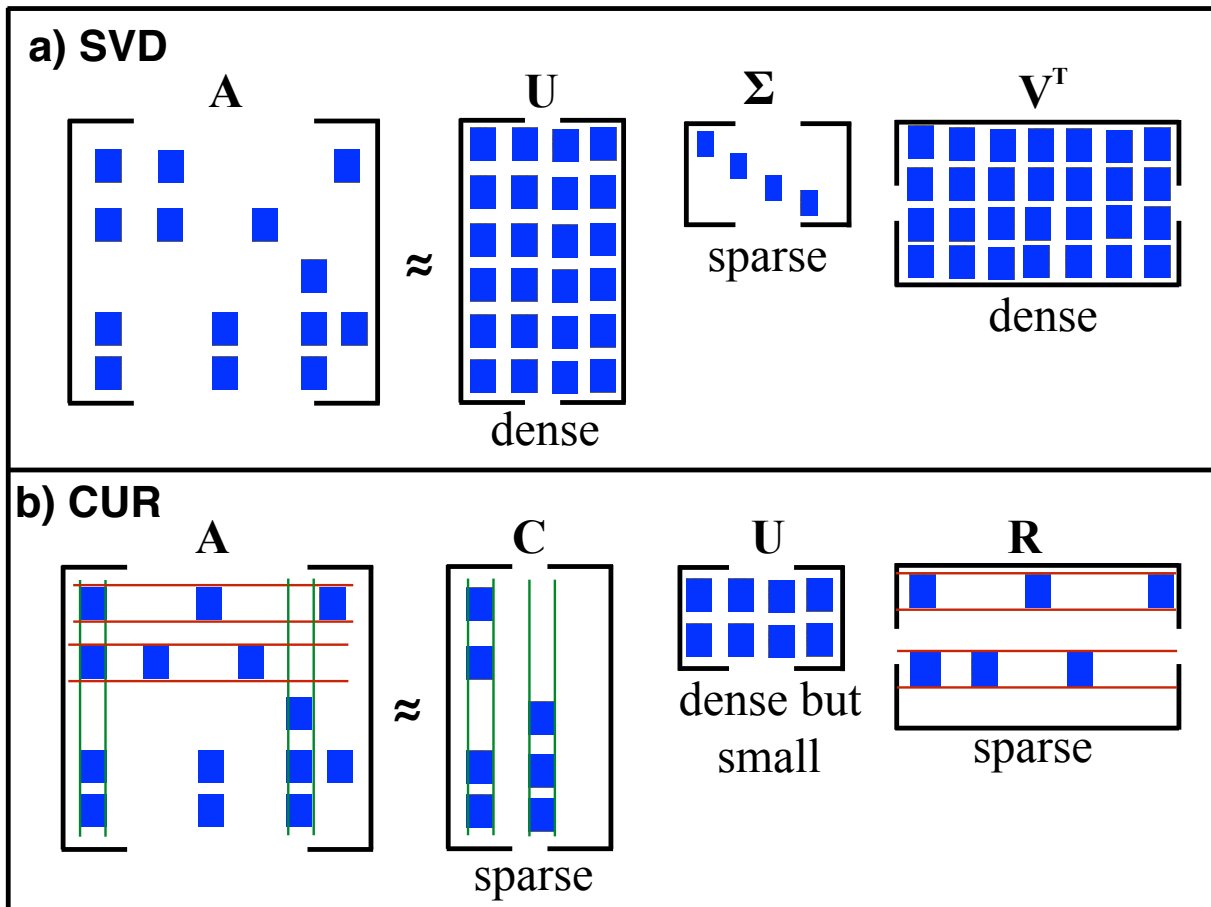 a) SVD
A U Σ V^T
≈
sparse
dense
dense
b) CUR
A C U R
≈
dense but
small
sparse
sparse